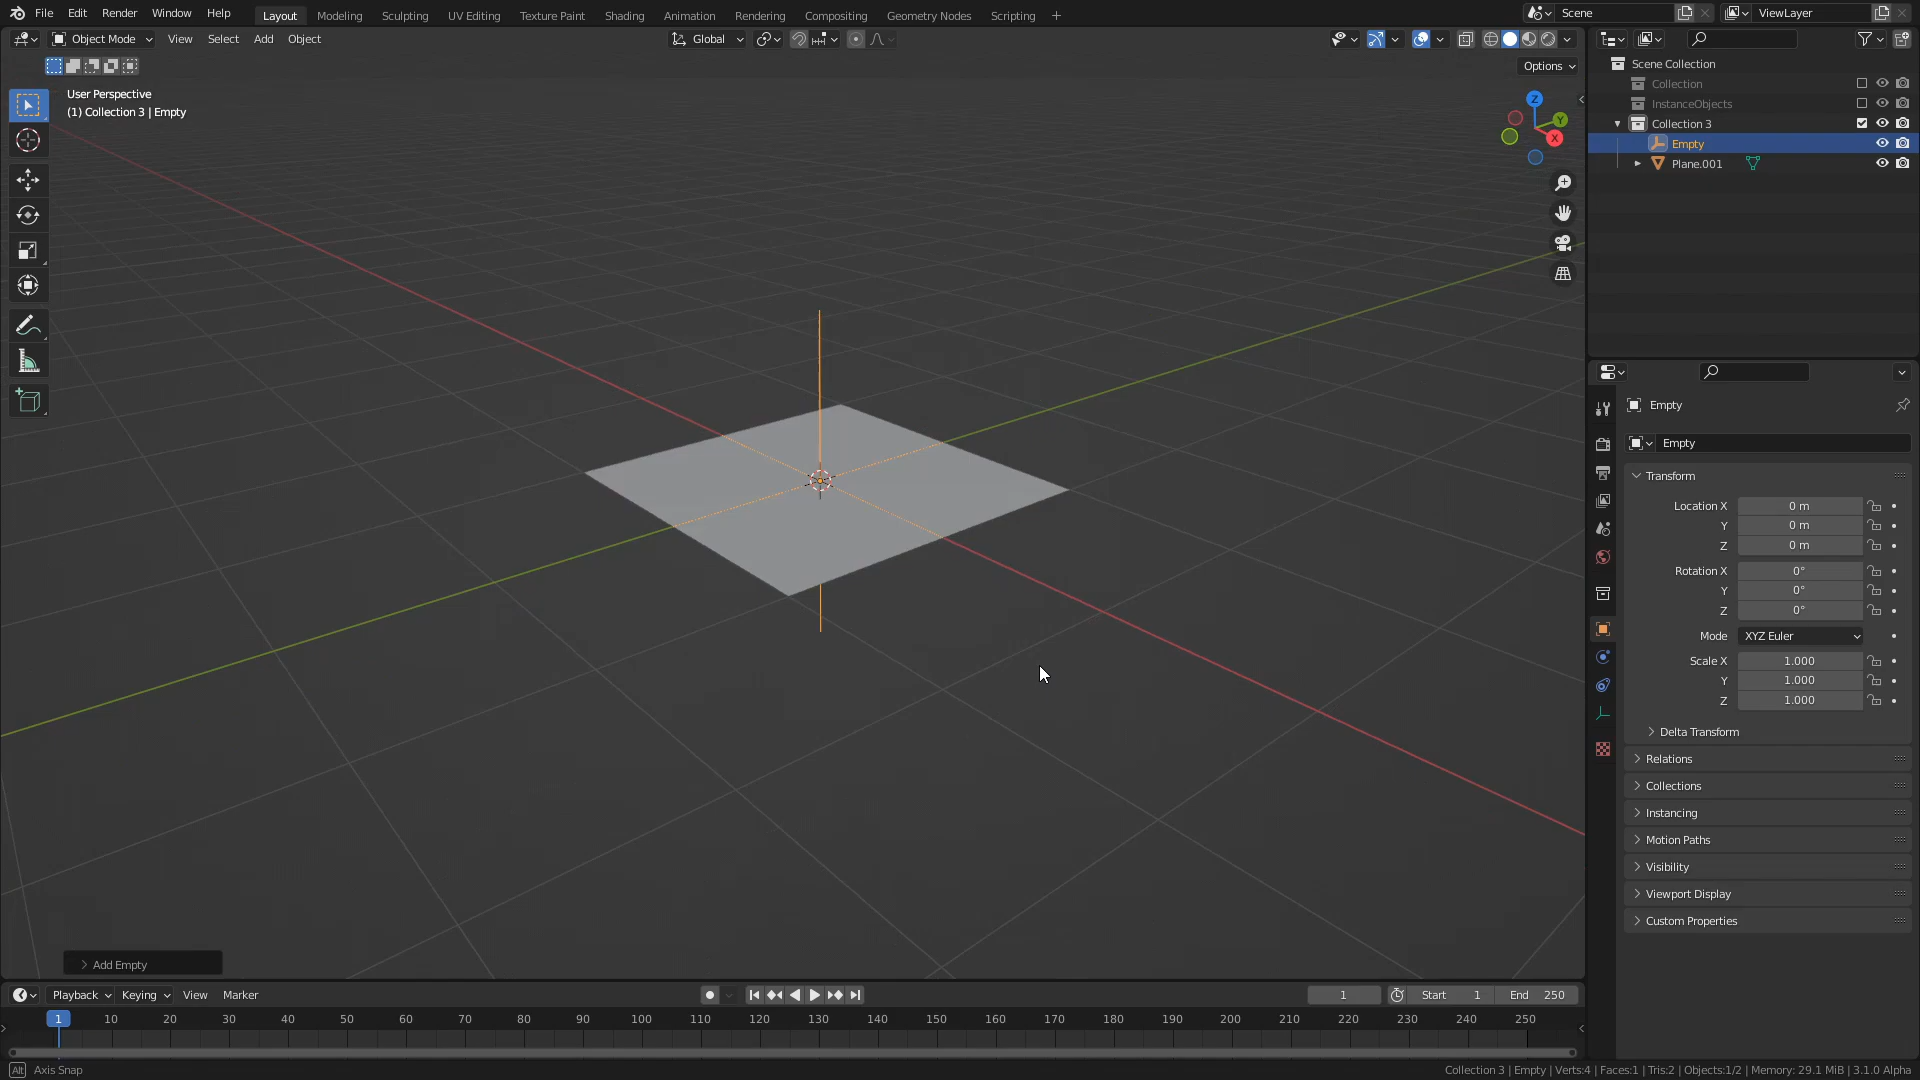 File Edit Render Window Help Layout Modeling Sculpting UV Editing Texture Paint Shading Animation Rendering Compositing Geometry Nodes Scripting + Scene ViewLayer
Object Mode View Select Add Object Global
Options
User Perspective
(1) Collection 3 | Empty
Z
Y
X
Scene Collection
Collection
InstanceObjects
Collection 3
Empty
Plane.001
Empty
Empty
Transform
Location X 0 m
Y 0 m
Z 0 m
Rotation X 0°
Y 0°
Z 0°
Mode XYZ Euler
Scale X 1.000
Y 1.000
Z 1.000
Delta Transform
Relations
Collections
Instancing
Motion Paths
Visibility
Viewport Display
Custom Properties
Add Empty
Playback Keying View Marker 1 Start 1 End 250
1 10 20 30 40 50 60 70 80 90 100 110 120 130 140 150 160 170 180 190 200 210 220 230 240 250
Alt Axis Snap
Collection 3 | Empty | Verts:4 | Faces:1 | Tris:2 | Objects:1/2 | Memory: 29.1 MiB | 3.1.0 Alpha